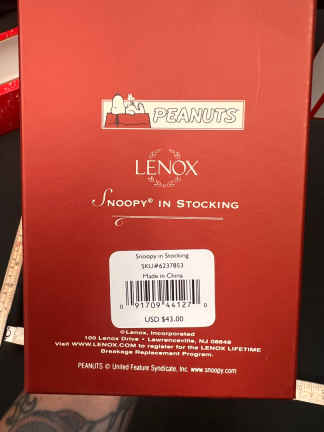 PEANUTS
LENOX
SNOOPY® IN STOCKING
Snoopy in Stocking
SKU#6237853
Made in China
0 91709 44127 0
USD $43.00
©Lenox, Incorporated
100 Lenox Drive • Lawrenceville, NJ 08648
Visit WWW.LENOX.COM to register for the LENOX LIFETIME
Breakage Replacement Program.
PEANUTS © United Feature Syndicate, Inc. www.snoopy.com